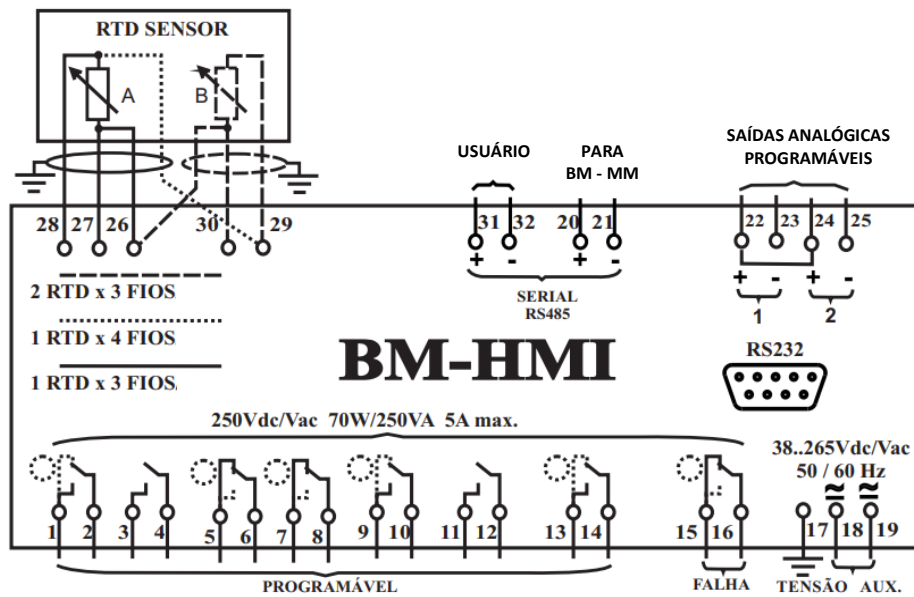 RTD SENSOR
A
B
USUÁRIO
PARA
BM - MM
SAÍDAS ANALÓGICAS
PROGRAMÁVEIS
28 27 26 30 29
31 32 20 21 22 23 24 25
+ - + -
+ - + -
SERIAL
RS485
1 2
2 RTD x 3 FIOS
1 RTD x 4 FIOS
1 RTD x 3 FIOS
BM-HMI
RS232
250Vdc/Vac 70W/250VA 5A max.
38..265Vdc/Vac
50 / 60 Hz
≂ ≂
1 2 3 4 5 6 7 8 9 10 11 12 13 14 15 16 17 18 19
PROGRAMÁVEL
FALHA
TENSÃO AUX.